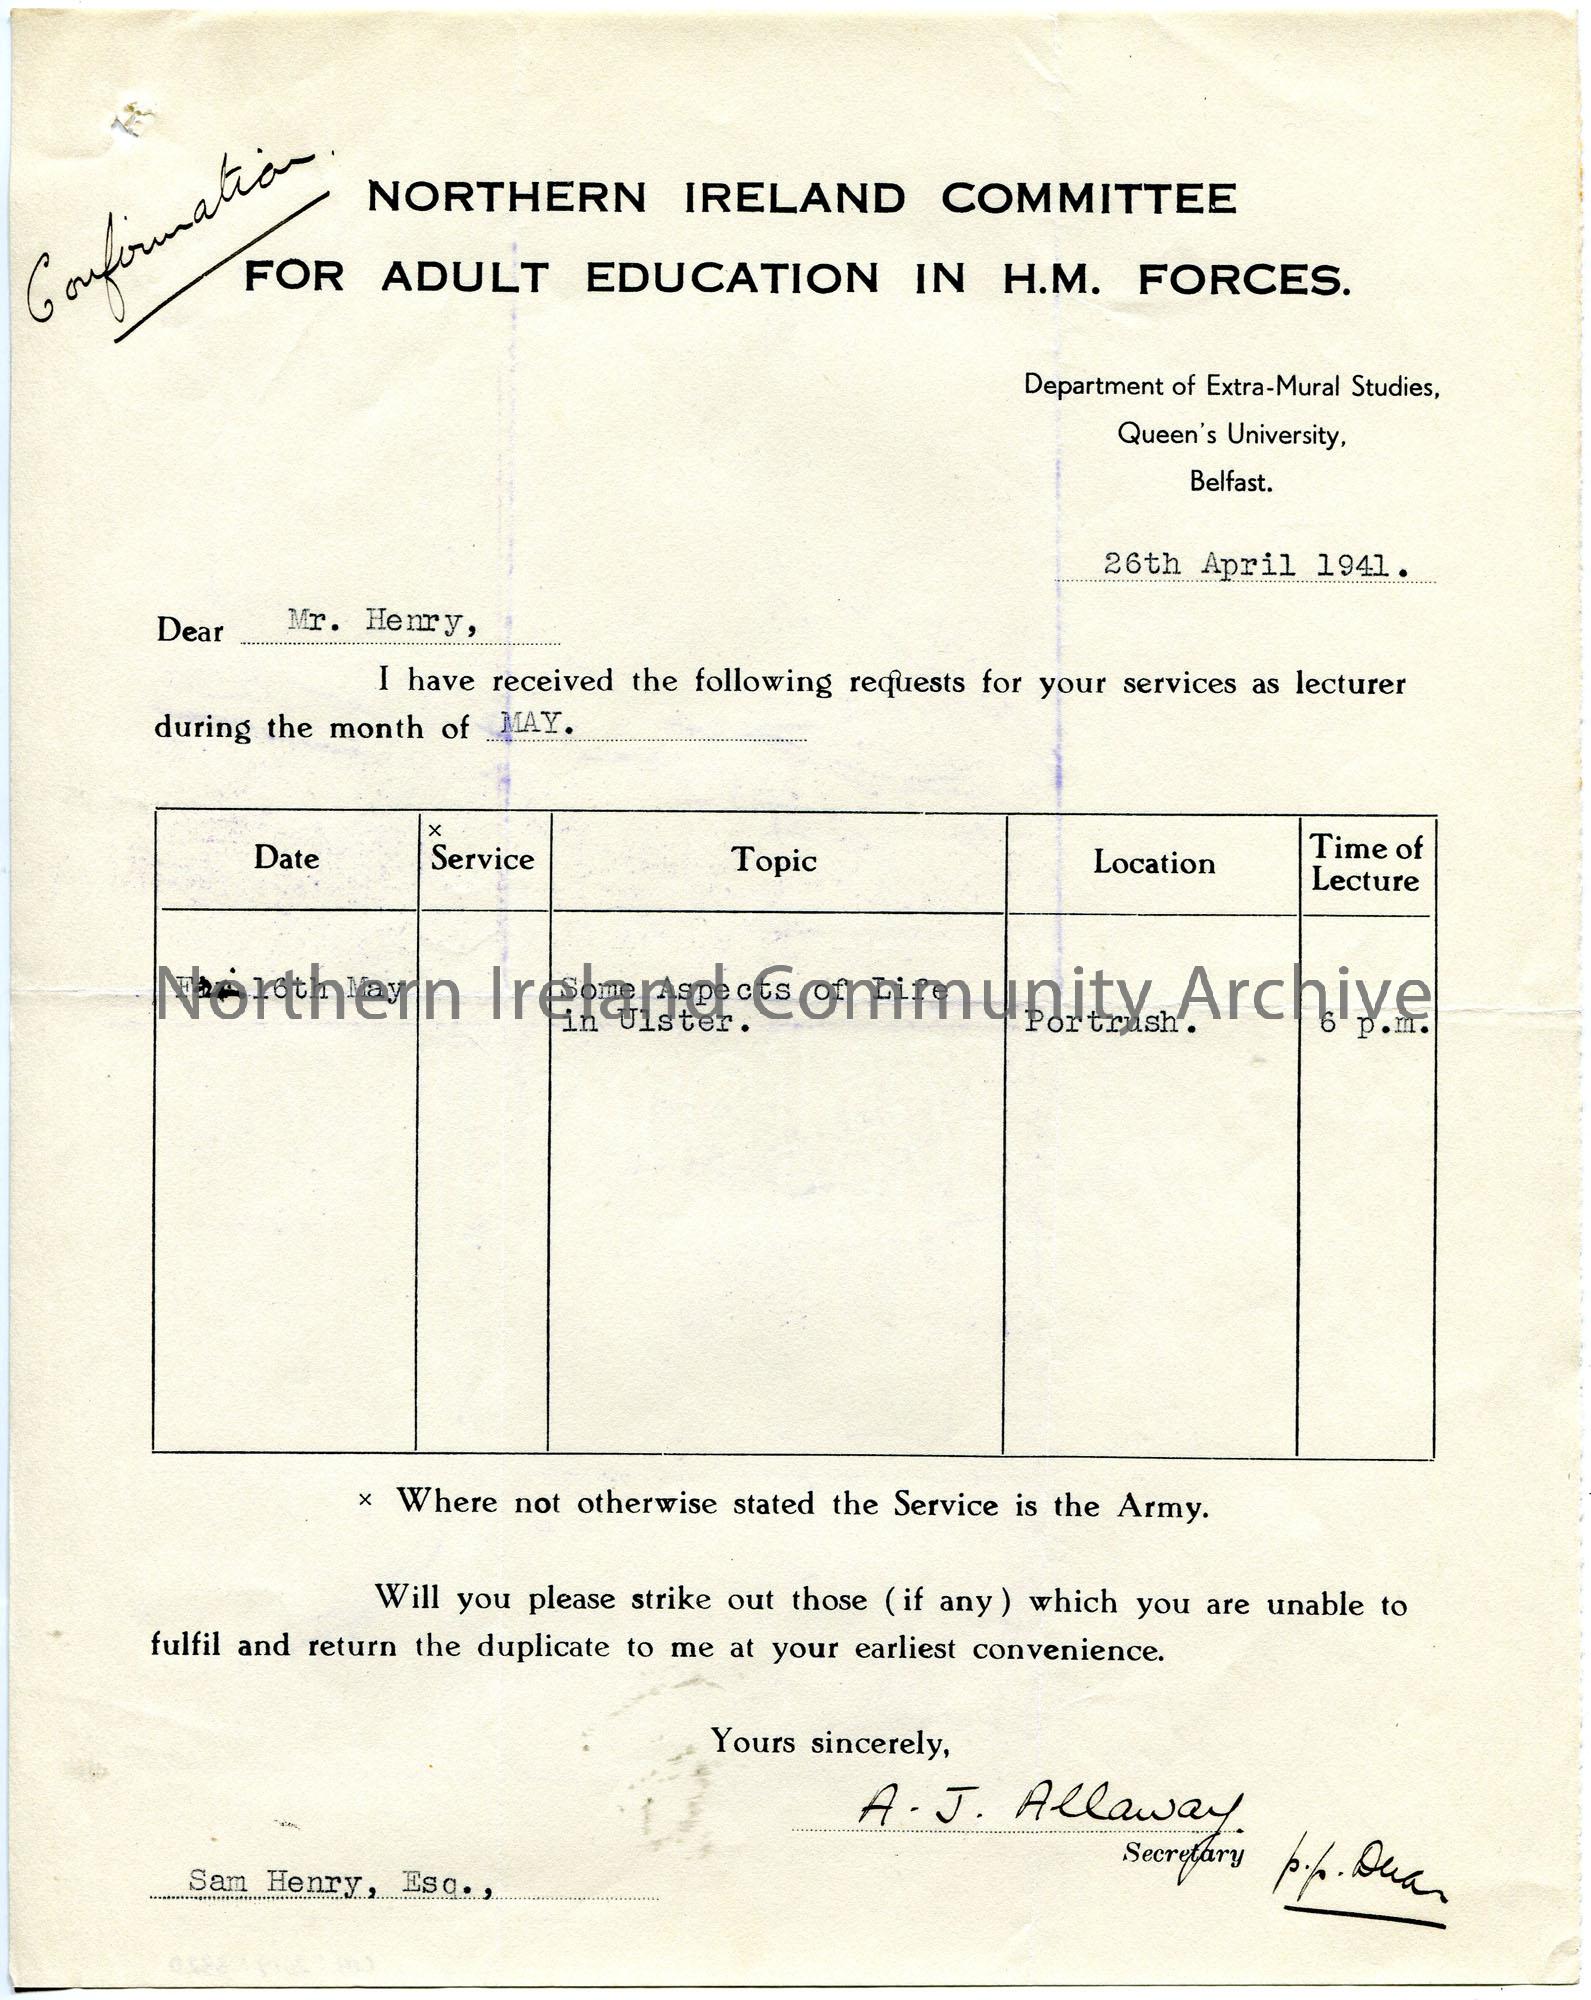 Confirmation.
NORTHERN IRELAND COMMITTEE
FOR ADULT EDUCATION IN H.M. FORCES.
Department of Extra-Mural Studies,
Queen's University,
Belfast.
26th April 1941.
Dear Mr. Henry,
I have received the following requests for your services as lecturer
during the month of MAY.
Date
× Service
Topic
Location
Time of
Lecture
16th May
Some Aspects of Life
in Ulster.
Portrush.
6 p.m.
Northern Ireland Community Archive
× Where not otherwise stated the Service is the Army.
Will you please strike out those (if any) which you are unable to
fulfil and return the duplicate to me at your earliest convenience.
Yours sincerely,
A. J. Allaway.
Secretary
p.p.
Sam Henry, Esq.,